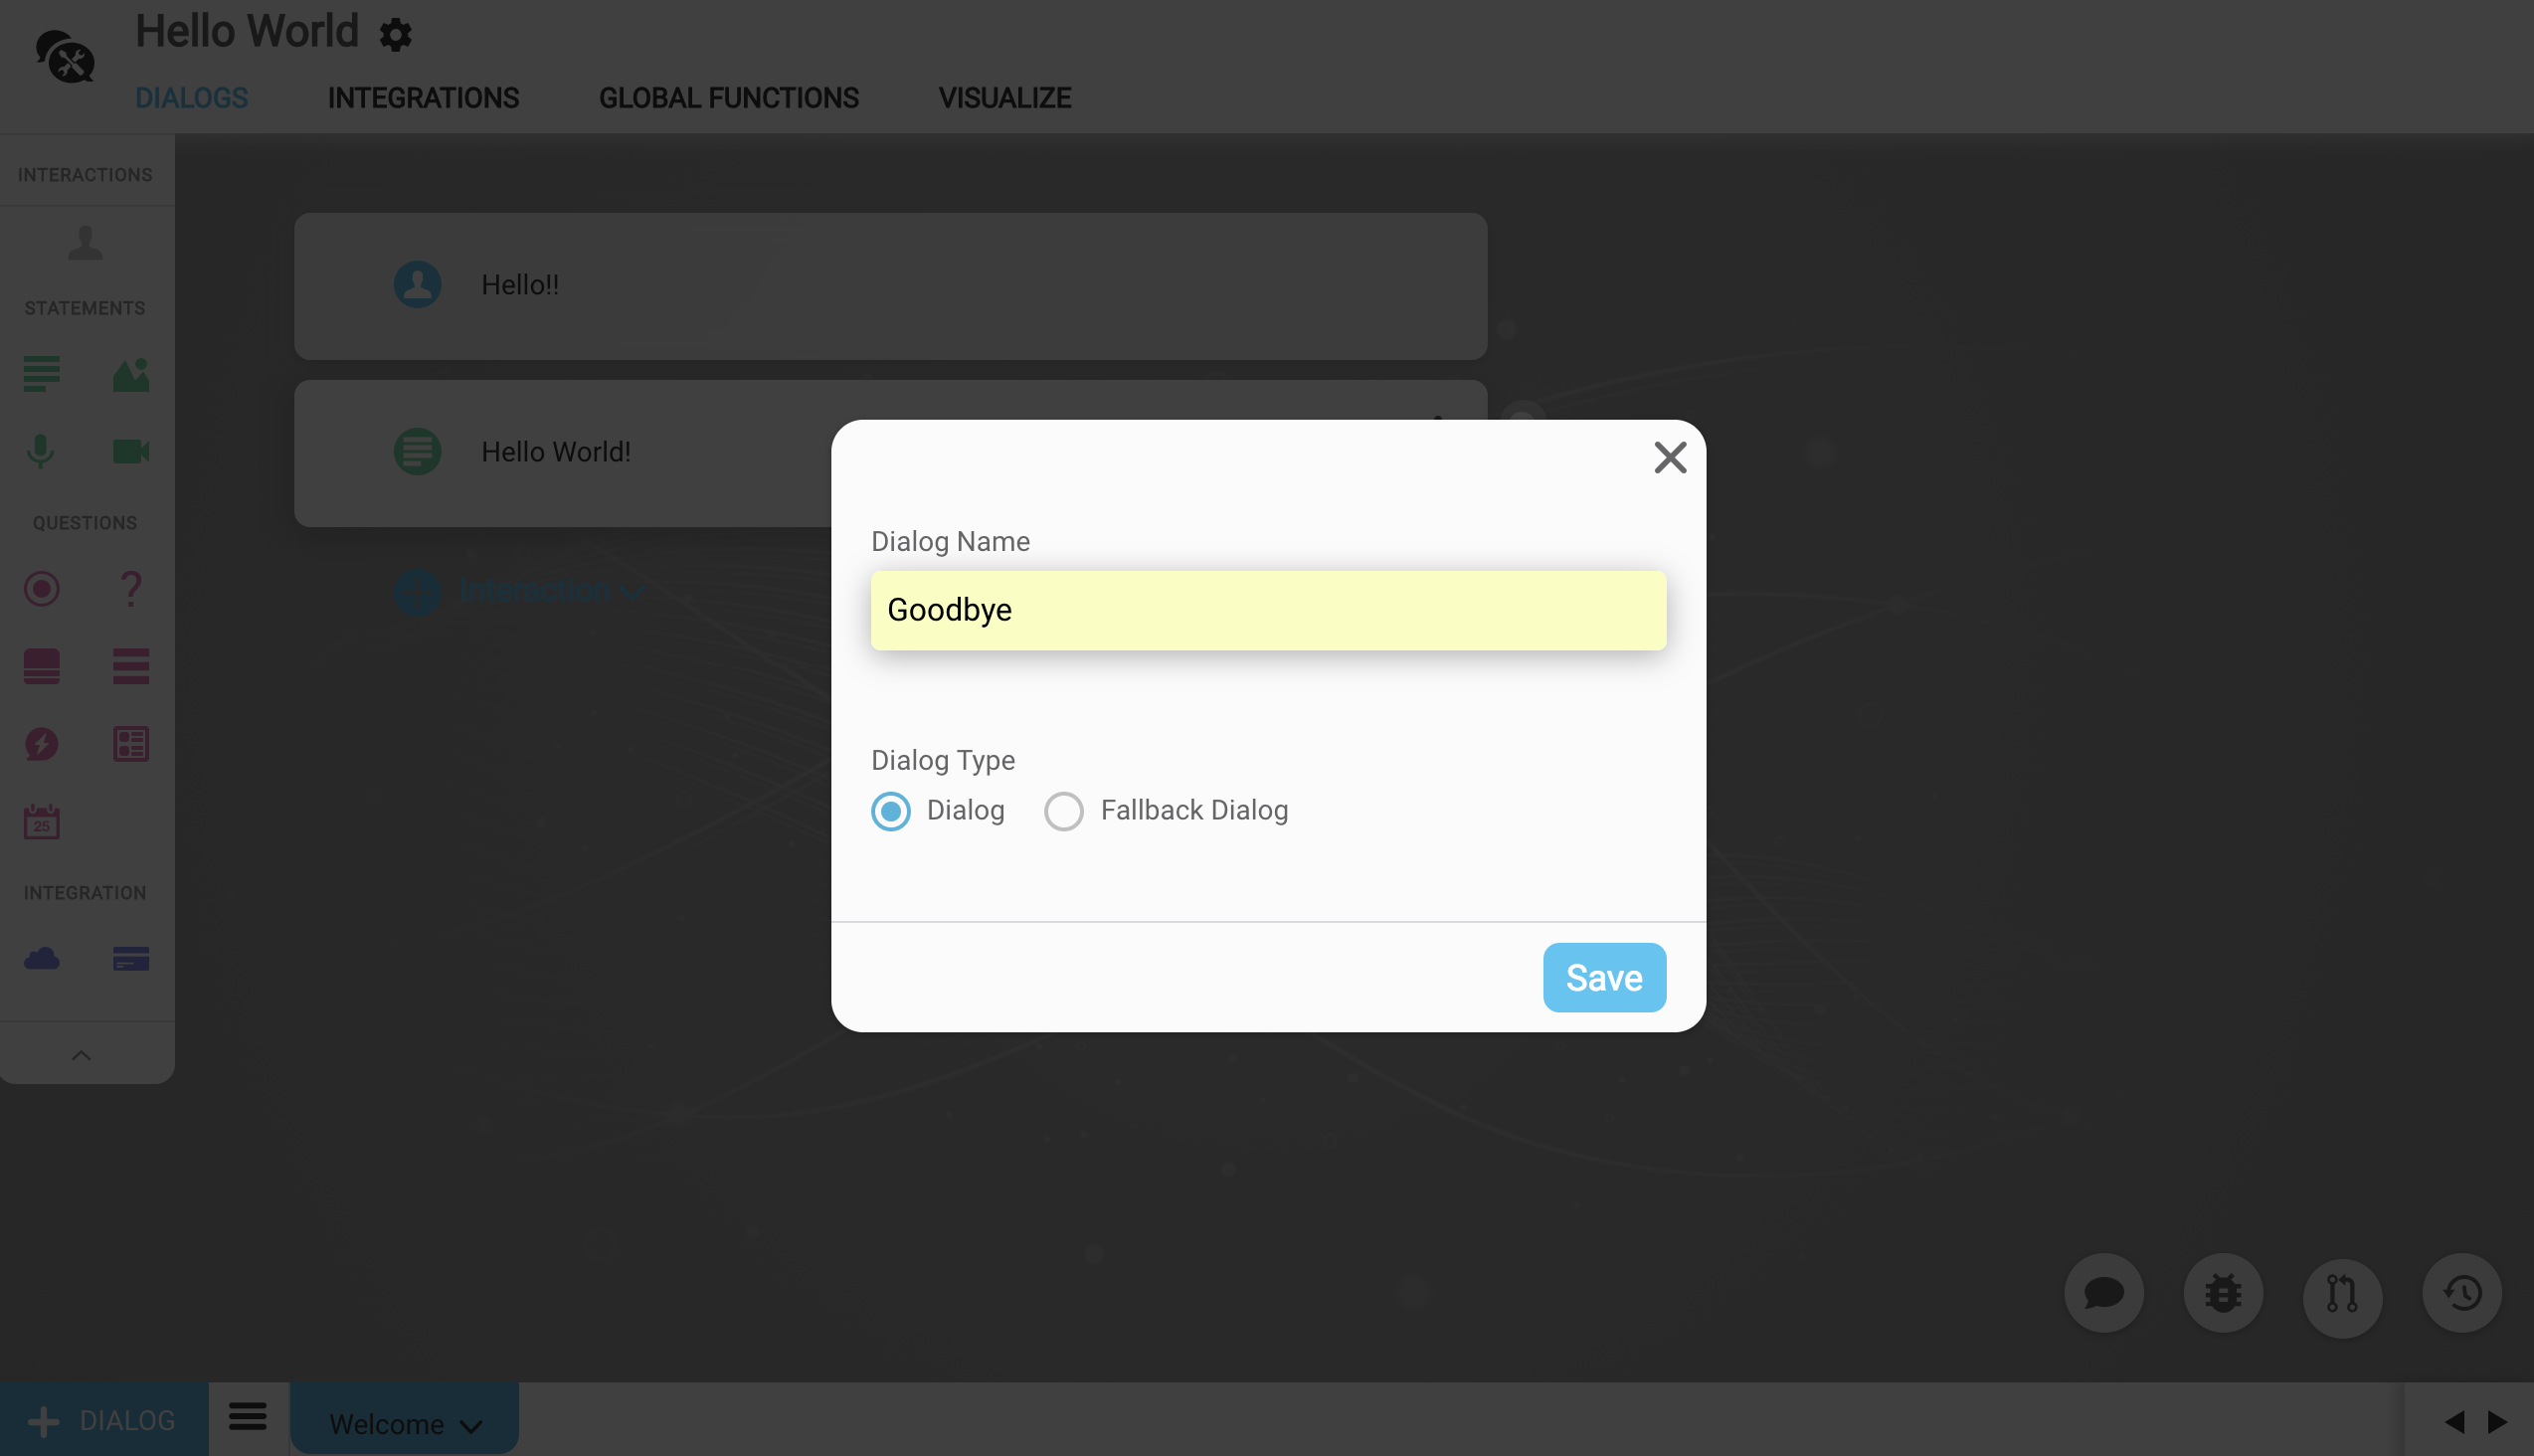 Hello World
DIALOGS INTEGRATIONS GLOBAL FUNCTIONS VISUALIZE
INTERACTIONS
STATEMENTS
QUESTIONS
?
25
INTEGRATION
Hello!!
Hello World!
Interaction
Dialog Name
Goodbye
Dialog Type
Dialog Fallback Dialog
Save
DIALOG Welcome